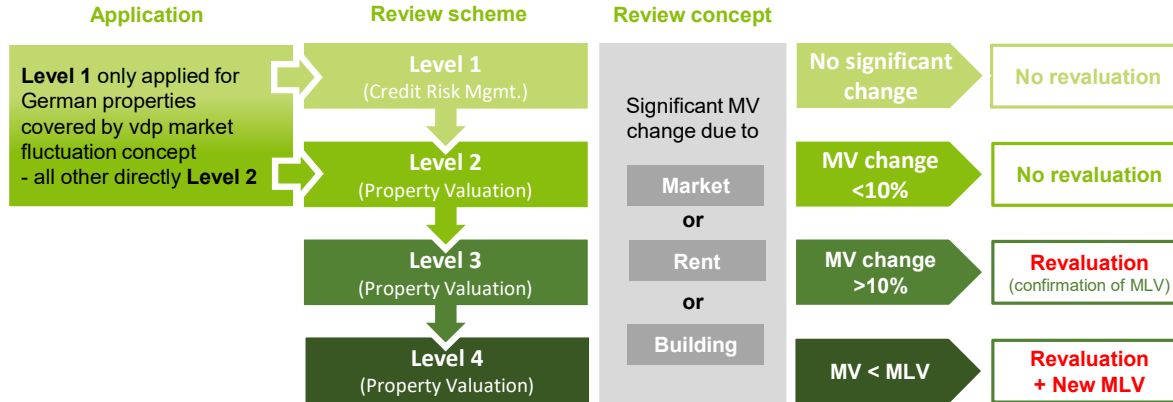 Application
Review scheme
Review concept
Level 1 only applied for
German properties
covered by vdp market
fluctuation concept
- all other directly Level 2
Level 1
(Credit Risk Mgmt.)
Level 2
(Property Valuation)
Level 3
(Property Valuation)
Level 4
(Property Valuation)
Significant MV
change due to
Market
or
Rent
or
Building
No significant
change
No revaluation
MV change
<10%
No revaluation
MV change
>10%
Revaluation
(confirmation of MLV)
MV < MLV
Revaluation
+ New MLV